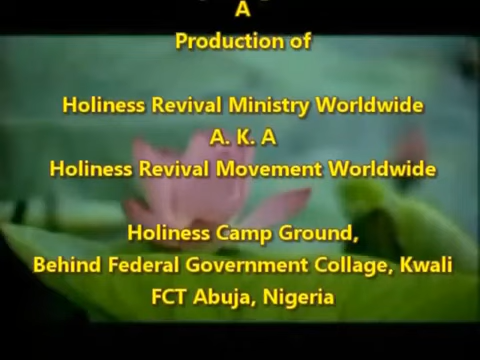 A
Production of
Holiness Revival Ministry Worldwide
A. K. A
Holiness Revival Movement Worldwide
Holiness Camp Ground,
Behind Federal Government Collage, Kwali
FCT Abuja, Nigeria